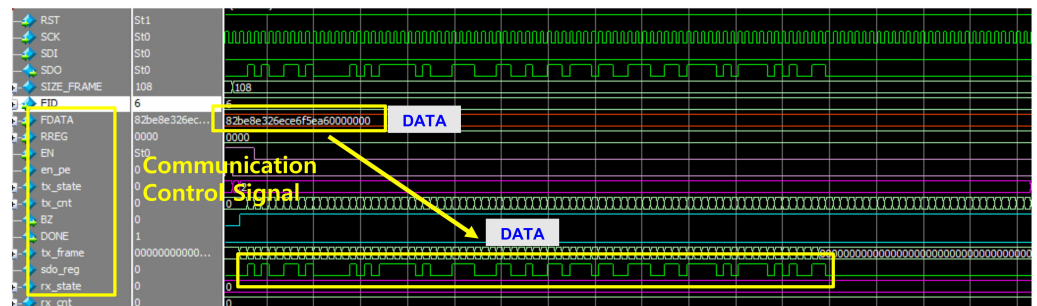 RST St1
SCK St0
SDI St0
SDO St0
SIZE_FRAME 108 108
FID 6 6
FDATA 82be8e326ec... 82be8e326ece6f5ea60000000 DATA
RREG 0000 0000
EN St0
en_pe 0
Communication
tx_state 0
Control Signal
tx_cnt 0 0
BZ 0
DONE 1 DATA
tx_frame 00000000000...
sdo_reg 0
rx_state 0 0
rx_cnt 0 0